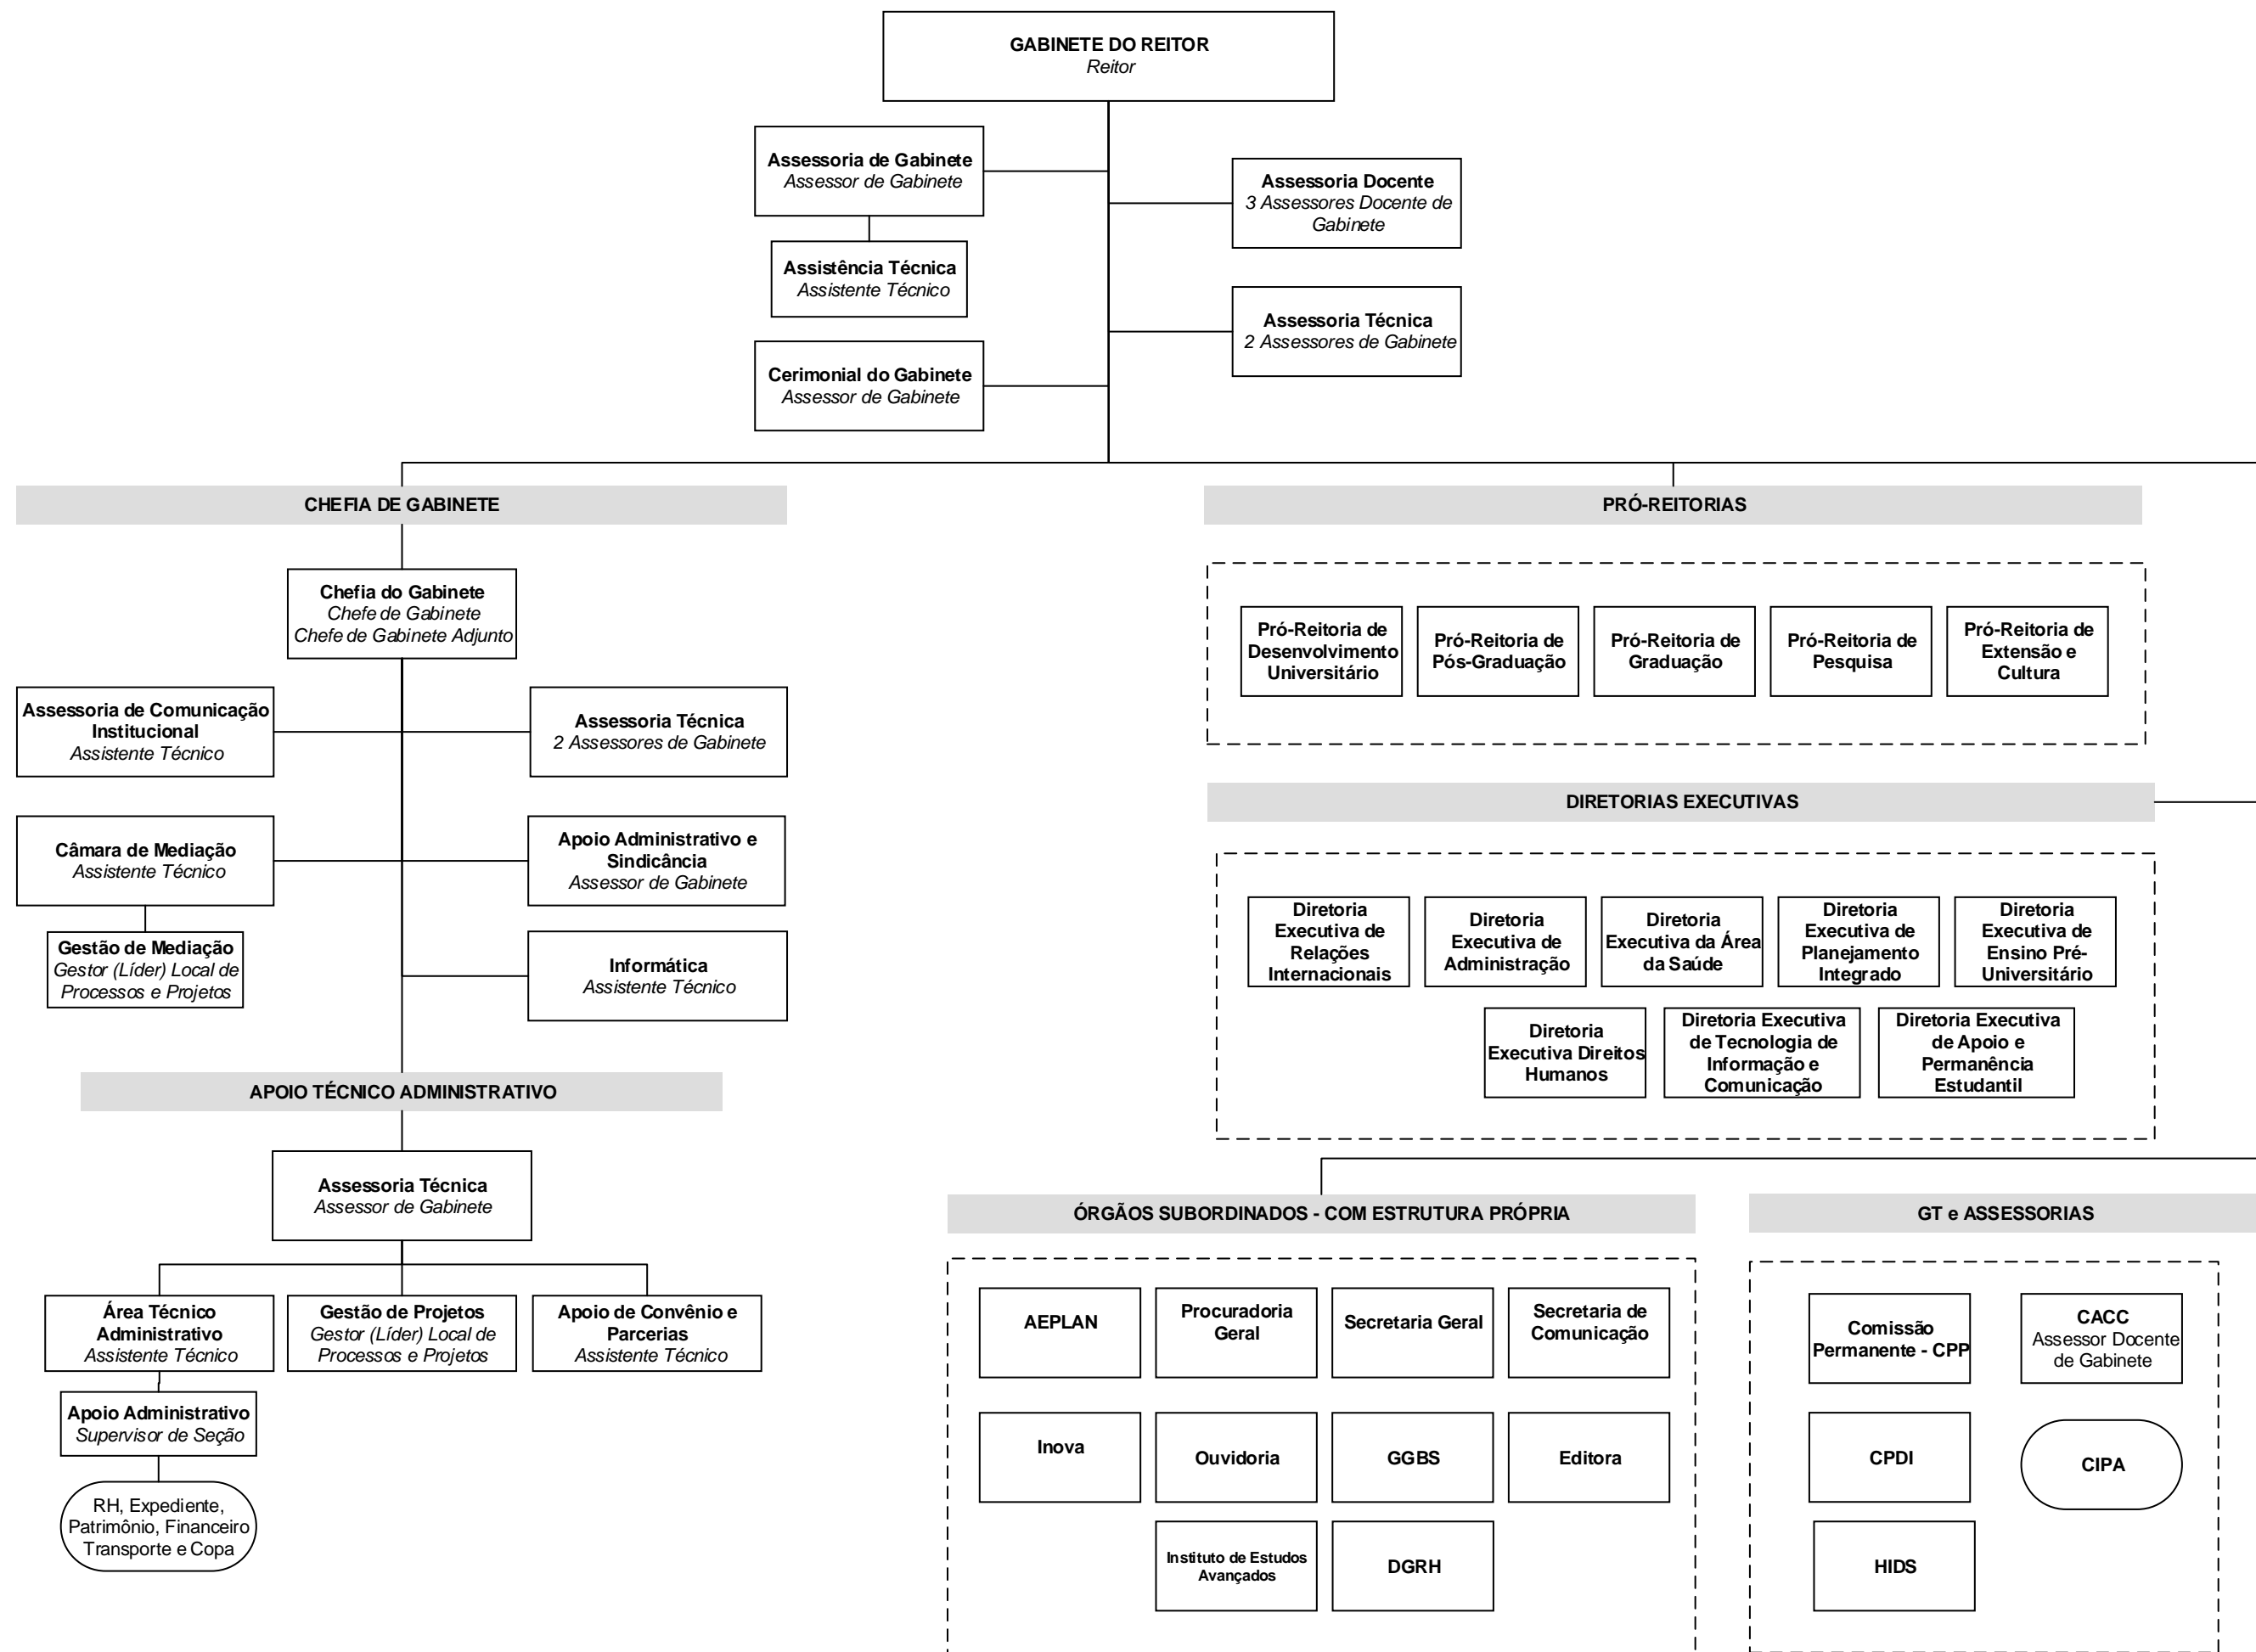 GABINETE DO REITOR
Reitor
Assessoria de Gabinete
Assessor de Gabinete
Assessoria Docente
3 Assessores Docente de
Gabinete
Assistência Técnica
Assistente Técnico
Assessoria Técnica
2 Assessores de Gabinete
Cerimonial do Gabinete
Assessor de Gabinete
CHEFIA DE GABINETE
Chefia do Gabinete
Chefe de Gabinete
Chefe de Gabinete Adjunto
Assessoria de Comunicação
Institucional
Assistente Técnico
Assessoria Técnica
2 Assessores de Gabinete
Câmara de Mediação
Assistente Técnico
Apoio Administrativo e
Sindicância
Assessor de Gabinete
Gestão de Mediação
Gestor (Líder) Local de
Processos e Projetos
Informática
Assistente Técnico
APOIO TÉCNICO ADMINISTRATIVO
Assessoria Técnica
Assessor de Gabinete
Área Técnico
Administrativo
Assistente Técnico
Gestão de Projetos
Gestor (Líder) Local de
Processos e Projetos
Apoio de Convênio e
Parcerias
Assistente Técnico
Apoio Administrativo
Supervisor de Seção
RH, Expediente,
Patrimônio, Financeiro
Transporte e Copa
PRÓ-REITORIAS
Pró-Reitoria de
Desenvolvimento
Universitário
Pró-Reitoria de
Pós-Graduação
Pró-Reitoria de
Graduação
Pró-Reitoria de
Pesquisa
Pró-Reitoria de
Extensão e
Cultura
DIRETORIAS EXECUTIVAS
Diretoria
Executiva de
Relações
Internacionais
Diretoria
Executiva de
Administração
Diretoria
Executiva da Área
da Saúde
Diretoria
Executiva de
Planejamento
Integrado
Diretoria
Executiva de
Ensino Pré-
Universitário
Diretoria
Executiva Direitos
Humanos
Diretoria Executiva
de Tecnologia de
Informação e
Comunicação
Diretoria Executiva
de Apoio e
Permanência
Estudantil
ÓRGÃOS SUBORDINADOS - COM ESTRUTURA PRÓPRIA
AEPLAN
Procuradoria
Geral
Secretaria Geral
Secretaria de
Comunicação
Inova
Ouvidoria
GGBS
Editora
Instituto de Estudos
Avançados
DGRH
GT e ASSESSORIAS
Comissão
Permanente - CPP
CACC
Assessor Docente
de Gabinete
CPDI
CIPA
HIDS